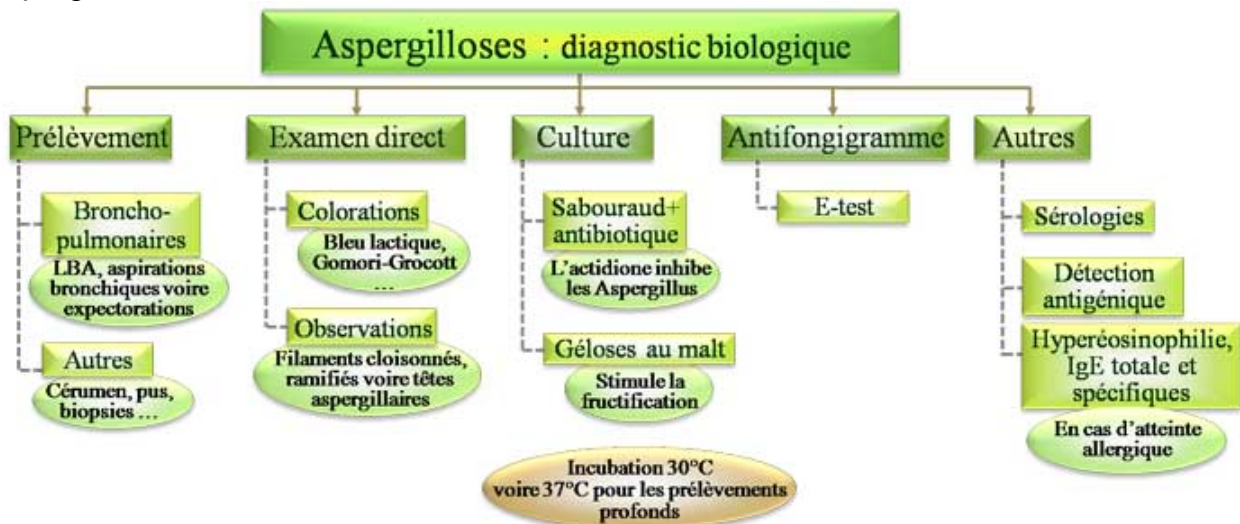 Aspergilloses : diagnostic biologique
Prélèvement
Broncho-
pulmonaires
LBA, aspirations
bronchiques voire
expectorations
Autres
Cérumen, pus,
biopsies ...
Examen direct
Colorations
Bleu lactique,
Gomori-Grocott
...
Observations
Filaments cloisonnés,
ramifiés voire têtes
aspergillaires
Culture
Sabouraud+
antibiotique
L'actidione inhibe
les Aspergillus
Géloses au malt
Stimule la
fructification
Incubation 30°C
voire 37°C pour les prélèvements
profonds
Antifongigramme
E-test
Autres
Sérologies
Détection
antigénique
Hyperéosinophilie,
IgE totale et
spécifiques
En cas d'atteinte
allergique